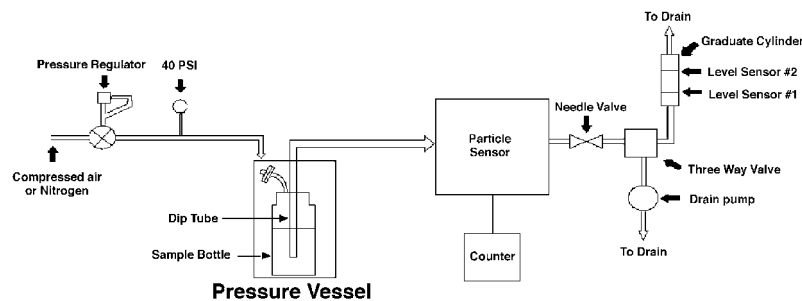 To Drain
Graduate Cylinder
Pressure Regulator
40 PSI
Level Sensor #2
Level Sensor #1
Needle Valve
Particle
Sensor
Compressed air
or Nitrogen
Three Way Valve
Dip Tube
Drain pump
Sample Bottle
Counter
To Drain
Pressure Vessel